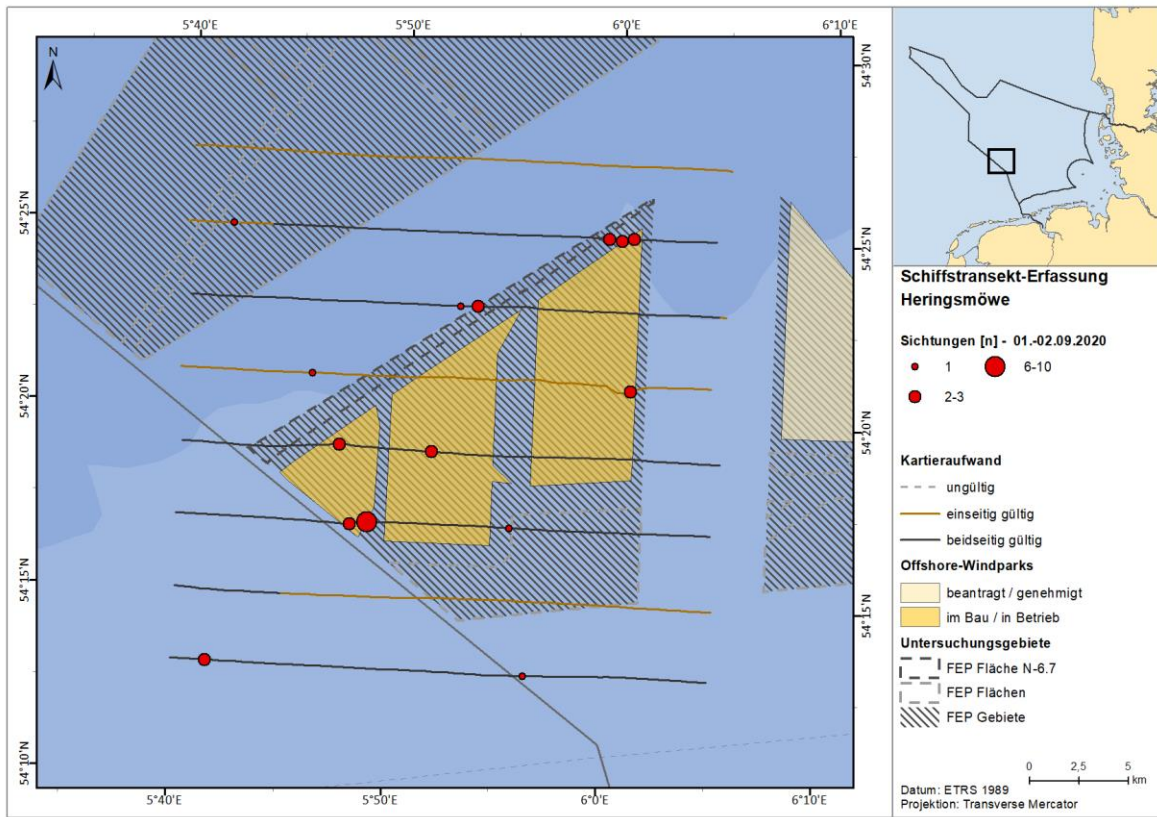 5°40'E
5°50'E
6°0'E
6°10'E
N
54°30'N
54°25'N
54°25'N
54°20'N
54°20'N
54°15'N
54°15'N
54°10'N
5°40'E
5°50'E
6°0'E
6°10'E
Schiffstransekt-Erfassung
Heringsmöwe
Sichtungen [n] - 01.-02.09.2020
1
6-10
2-3
Kartieraufwand
ungültig
einseitig gültig
beidseitig gültig
Offshore-Windparks
beantragt / genehmigt
im Bau / in Betrieb
Untersuchungsgebiete
FEP Fläche N-6.7
FEP Flächen
FEP Gebiete
0 2,5 5
km
Datum: ETRS 1989
Projektion: Transverse Mercator